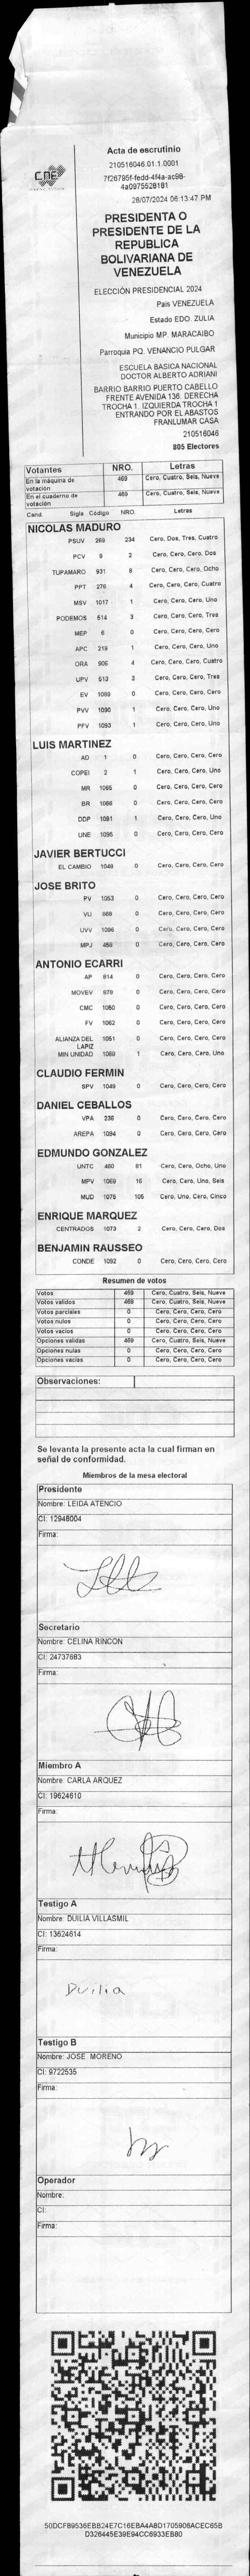 CNE
Acta de escrutinio
210516046.01.1.0001
7f26795f-fedd-4f4a-ac98-
4a0975528181
28/07/2024 06:13:47 PM
PRESIDENTA O
PRESIDENTE DE LA
REPUBLICA
BOLIVARIANA DE
VENEZUELA
ELECCIÓN PRESIDENCIAL 2024
Pais VENEZUELA
Estado EDO. ZULIA
Municipio MP. MARACAIBO
Parroquia PQ. VENANCIO PULGAR
ESCUELA BASICA NACIONAL
DOCTOR ALBERTO ADRIANI
BARRIO BARRIO PUERTO CABELLO
FRENTE AVENIDA 136. DERECHA
TROCHA 1. IZQUIERDA TROCHA 1
ENTRANDO POR EL ABASTOS
FRANLUMAR CASA
210516046
805 Electores
Votantes NRO. Letras
En la máquina de votación 469 Cero, Cuatro, Seis, Nueve
En el cuaderno de votación 469 Cero, Cuatro, Seis, Nueve
Cand. Sigla Código NRO. Letras
NICOLAS MADURO
PSUV 269 234 Cero, Dos, Tres, Cuatro
PCV 9 2 Cero, Cero, Cero, Dos
TUPAMARO 931 8 Cero, Cero, Cero, Ocho
PPT 276 4 Cero, Cero, Cero, Cuatro
MSV 1017 1 Cero, Cero, Cero, Uno
PODEMOS 514 3 Cero, Cero, Cero, Tres
MEP 6 0 Cero, Cero, Cero, Cero
APC 219 1 Cero, Cero, Cero, Uno
ORA 906 4 Cero, Cero, Cero, Cuatro
UPV 513 3 Cero, Cero, Cero, Tres
EV 1089 0 Cero, Cero, Cero, Cero
PVV 1090 1 Cero, Cero, Cero, Uno
PFV 1093 1 Cero, Cero, Cero, Uno
LUIS MARTINEZ
AD 1 0 Cero, Cero, Cero, Cero
COPEI 2 1 Cero, Cero, Cero, Uno
MR 1065 0 Cero, Cero, Cero, Cero
BR 1066 0 Cero, Cero, Cero, Cero
DDP 1091 1 Cero, Cero, Cero, Uno
UNE 1095 0 Cero, Cero, Cero, Cero
JAVIER BERTUCCI
EL CAMBIO 1049 0 Cero, Cero, Cero, Cero
JOSE BRITO
PV 1053 0 Cero, Cero, Cero, Cero
VU 868 0 Cero, Cero, Cero, Cero
UVV 1096 0 Cero, Cero, Cero, Cero
MPJ 458 0 Cero, Cero, Cero, Cero
ANTONIO ECARRI
AP 814 0 Cero, Cero, Cero, Cero
MOVEV 979 0 Cero, Cero, Cero, Cero
CMC 1050 0 Cero, Cero, Cero, Cero
FV 1062 0 Cero, Cero, Cero, Cero
ALIANZA DEL LAPIZ 1051 0 Cero, Cero, Cero, Cero
MIN UNIDAD 1069 1 Cero, Cero, Cero, Uno
CLAUDIO FERMIN
SPV 1049 0 Cero, Cero, Cero, Cero
DANIEL CEBALLOS
VPA 236 0 Cero, Cero, Cero, Cero
AREPA 1094 0 Cero, Cero, Cero, Cero
EDMUNDO GONZALEZ
UNTC 460 81 Cero, Cero, Ocho, Uno
MPV 1069 16 Cero, Cero, Uno, Seis
MUD 1075 105 Cero, Uno, Cero, Cinco
ENRIQUE MARQUEZ
CENTRADOS 1073 2 Cero, Cero, Cero, Dos
BENJAMIN RAUSSEO
CONDE 1092 0 Cero, Cero, Cero, Cero
Resumen de votos
Votos 469 Cero, Cuatro, Seis, Nueve
Votos validos 469 Cero, Cuatro, Seis, Nueve
Votos parciales 0 Cero, Cero, Cero, Cero
Votos nulos 0 Cero, Cero, Cero, Cero
Votos vacios 0 Cero, Cero, Cero, Cero
Opciones validas 469 Cero, Cuatro, Seis, Nueve
Opciones nulas 0 Cero, Cero, Cero, Cero
Opciones vacias 0 Cero, Cero, Cero, Cero
Observaciones:
Se levanta la presente acta la cual firman en
señal de conformidad.
Miembros de la mesa electoral
Presidente
Nombre: LEIDA ATENCIO
CI: 12948004
Firma:
Secretario
Nombre: CELINA RINCON
CI: 24737683
Firma:
Miembro A
Nombre: CARLA ARQUEZ
CI: 19624610
Firma:
Testigo A
Nombre: DUILIA VILLASMIL
CI: 13624614
Firma:
Duilia
Testigo B
Nombre: JOSE MORENO
CI: 9722535
Firma:
Operador
Nombre:
CI:
Firma:
50DCFB9536EBB24E7C16EBA4A8D1705906ACEC65B
D326445E39E94CC6933EB80